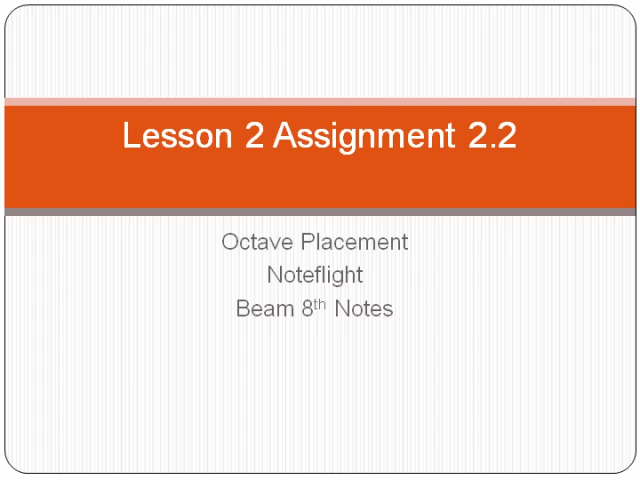 Lesson 2 Assignment 2.2
Octave Placement
Noteflight
Beam 8th Notes